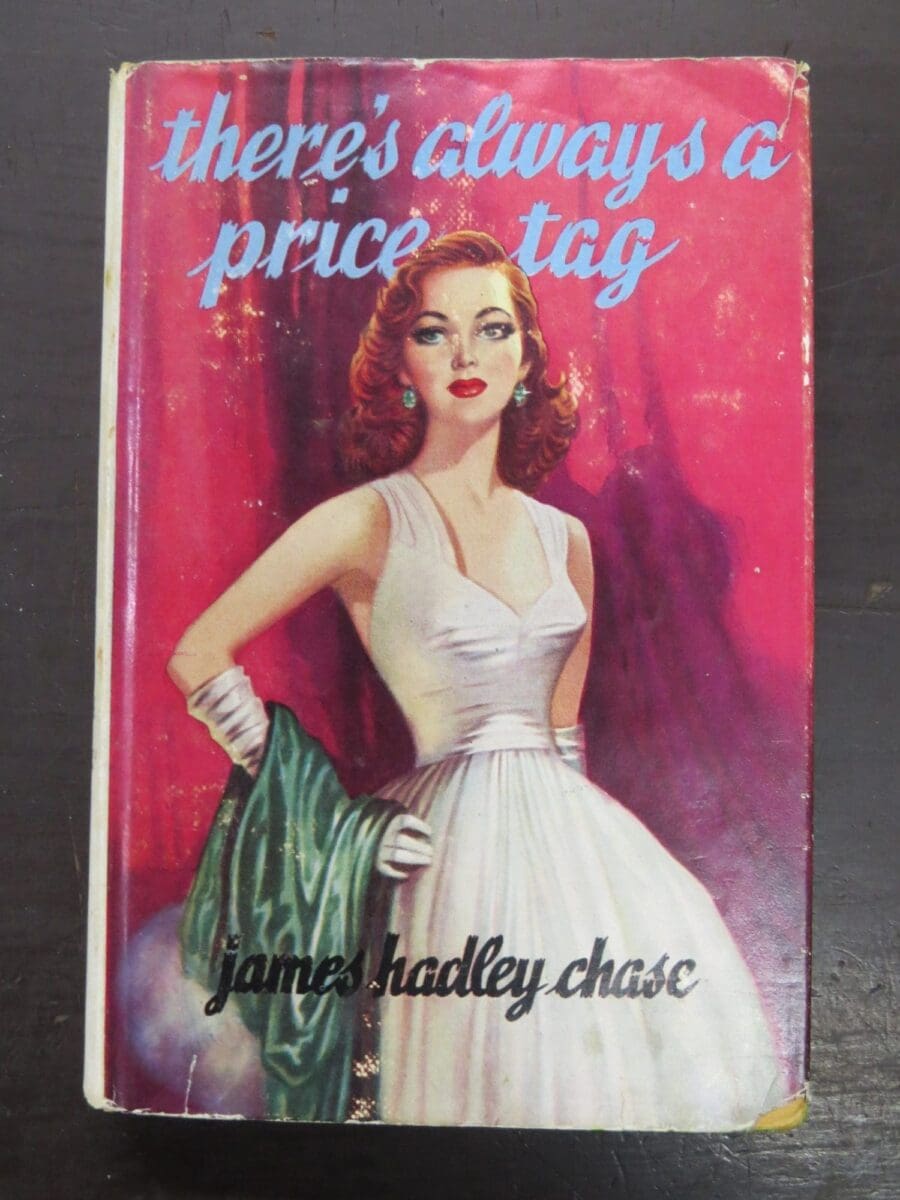 there's always a
price tag
james hadley chase